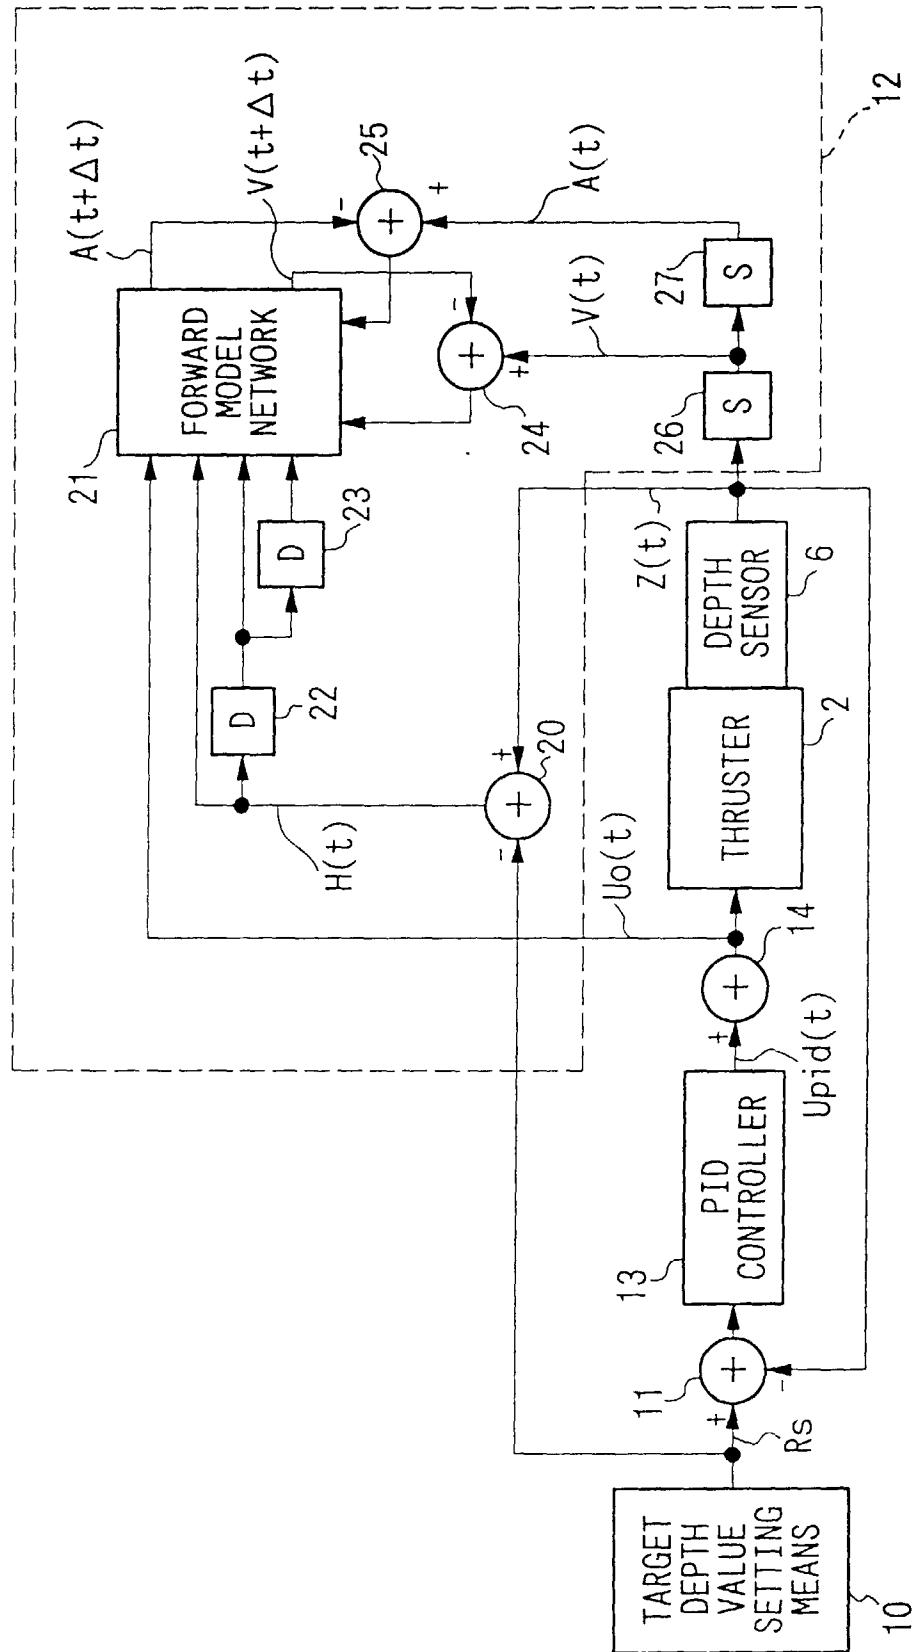 A(t+Δt)
V(t+Δt)
25
-
+
A(t)
12
21
FORWARD
MODEL
NETWORK
-
+
24
V(t)
27
S
26
S
23
D
22
D
H(t)
+
-
20
Z(t)
DEPTH
SENSOR
6
THRUSTER
2
Uo(t)
14
+
Upid(t)
13
PID
CONTROLLER
11
+
-
Rs
TARGET
DEPTH
VALUE
SETTING
MEANS
10